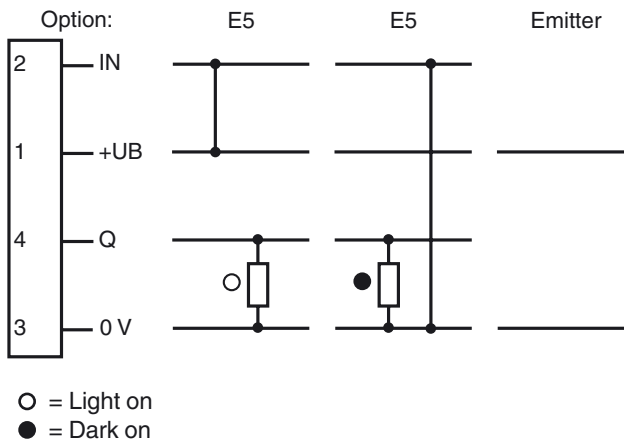 Option: E5 E5 Emitter
2 IN
1 +UB
4 Q
3 0 V
= Light on
= Dark on